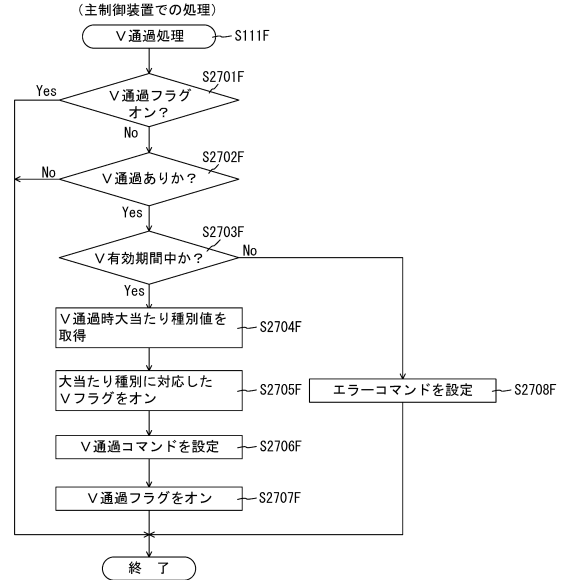 (主制御装置での処理)
V通過処理
S111F
S2701F
Yes
V通過フラグ
オン?
No
S2702F
No
V通過ありか?
Yes
S2703F
V有効期間中か?
No
Yes
V通過時大当たり種別値を
取得
S2704F
大当たり種別に対応した
Vフラグをオン
S2705F
エラーコマンドを設定
S2708F
V通過コマンドを設定
S2706F
V通過フラグをオン
S2707F
終 了